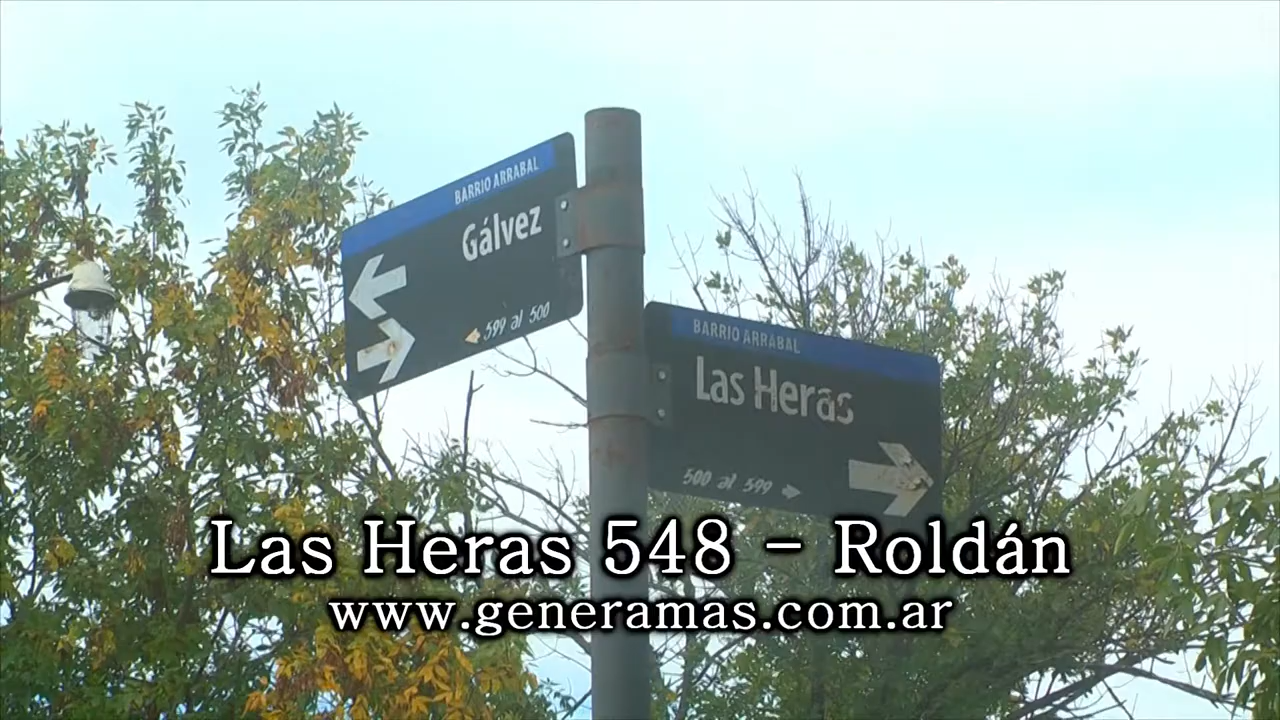 BARRIO ARRABAL
Gálvez
599 al 500
BARRIO ARRABAL
Las Heras
500 al 599
Las Heras 548 - Roldán
www.generamas.com.ar